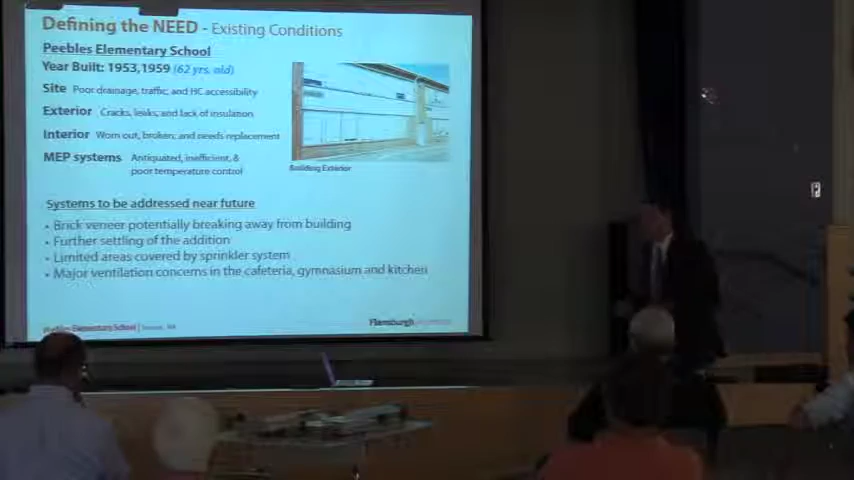 Defining the NEED - Existing Conditions
Peebles Elementary School
Year Built: 1953,1959 (62 yrs. old)
Site Poor drainage, traffic, and HC accessibility
Exterior Cracks, leaks, and lack of insulation
Interior Worn out, broken, and needs replacement
MEP systems Antiquated, inefficient, &
poor temperature control
Building Exterior
Systems to be addressed near future
• Brick veneer potentially breaking away from building
• Further settling of the addition
• Limited areas covered by sprinkler system
• Major ventilation concerns in the cafeteria, gymnasium and kitchen
Peebles Elementary School |
Flansburgh